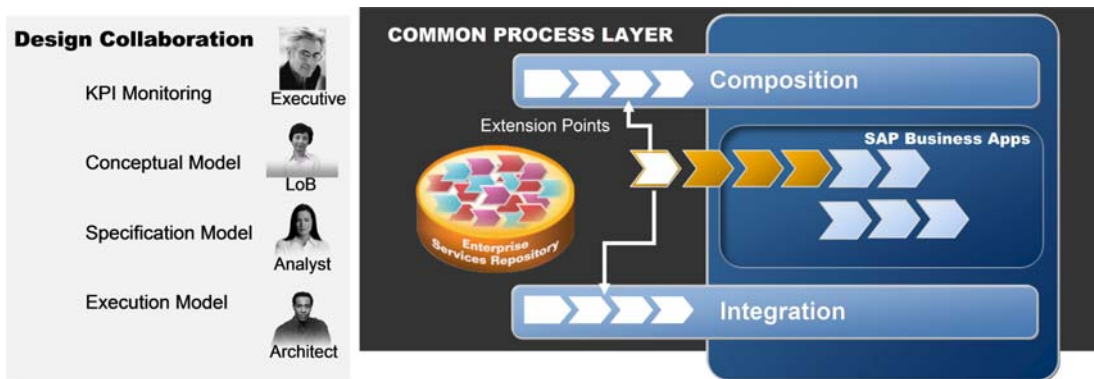 Design Collaboration
KPI Monitoring
Executive
Conceptual Model
LoB
Specification Model
Analyst
Execution Model
Architect
COMMON PROCESS LAYER
Composition
Extension Points
SAP Business Apps
Enterprise
Services Repository
Integration